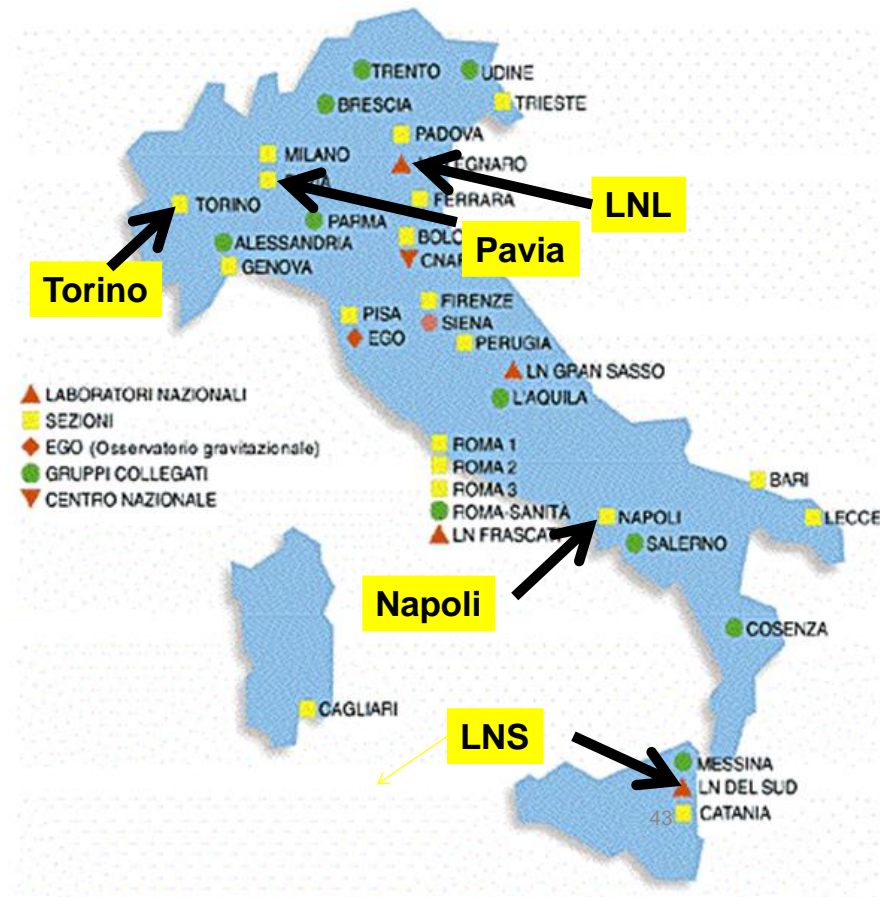 TRENTO
UDINE
BRESCIA
TRIESTE
PADOVA
MILANO
LNL
FERRARA
TORINO
PARMA
Pavia
ALESSANDRIA
GENOVA
Torino
FIRENZE
PISA
SIENA
EGO
PERUGIA
LN GRAN SASSO
L'AQUILA
LABORATORI NAZIONALI
SEZIONI
EGO (Osservatorio gravitazionale)
GRUPPI COLLEGATI
CENTRO NAZIONALE
ROMA 1
ROMA 2
ROMA 3
ROMA-SANITÀ
LN FRASCATI
BARI
NAPOLI
LECCE
SALERNO
Napoli
COSENZA
CAGLIARI
LNS
MESSINA
LN DEL SUD
43
CATANIA